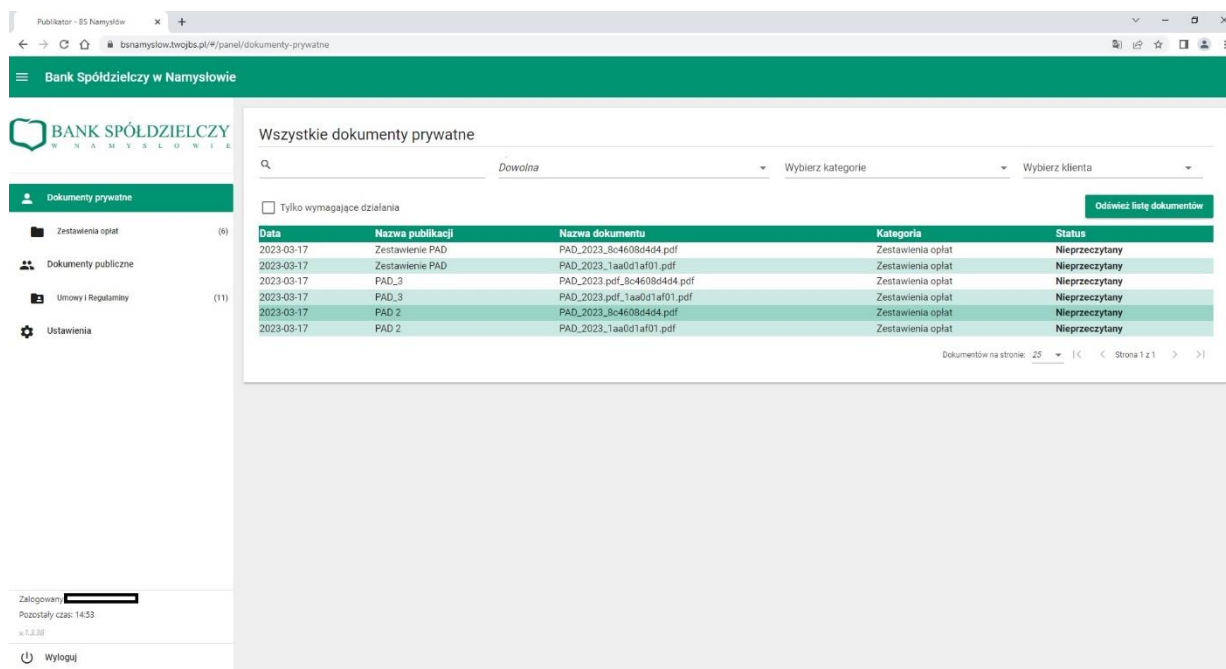 Publikator - BS Namysłów
bsnamyslow.twojbs.pl/#/panel/dokumenty-prywatne
Bank Spółdzielczy w Namysłowie
BANK SPÓŁDZIELCZY
W NAMYSŁOWIE
Dokumenty prywatne
Zestawienia opłat (6)
Dokumenty publiczne
Umowy i Regulaminy (11)
Ustawienia
Wszystkie dokumenty prywatne
Dowolna Wybierz kategorie Wybierz klienta
Tylko wymagające działania Odśwież listę dokumentów
Data Nazwa publikacji Nazwa dokumentu Kategoria Status
2023-03-17 Zestawienie PAD PAD_2023_8c4608d4d4.pdf Zestawienia opłat Nieprzeczytany
2023-03-17 Zestawienie PAD PAD_2023_1aa0d1af01.pdf Zestawienia opłat Nieprzeczytany
2023-03-17 PAD_3 PAD_2023.pdf_8c4608d4d4.pdf Zestawienia opłat Nieprzeczytany
2023-03-17 PAD_3 PAD_2023.pdf_1aa0d1af01.pdf Zestawienia opłat Nieprzeczytany
2023-03-17 PAD 2 PAD_2023_8c4608d4d4.pdf Zestawienia opłat Nieprzeczytany
2023-03-17 PAD 2 PAD_2023_1aa0d1af01.pdf Zestawienia opłat Nieprzeczytany
Dokumentów na stronie: 25 Strona 1 z 1
Zalogowany
Pozostały czas: 14:53
v.1.3.38
Wyloguj